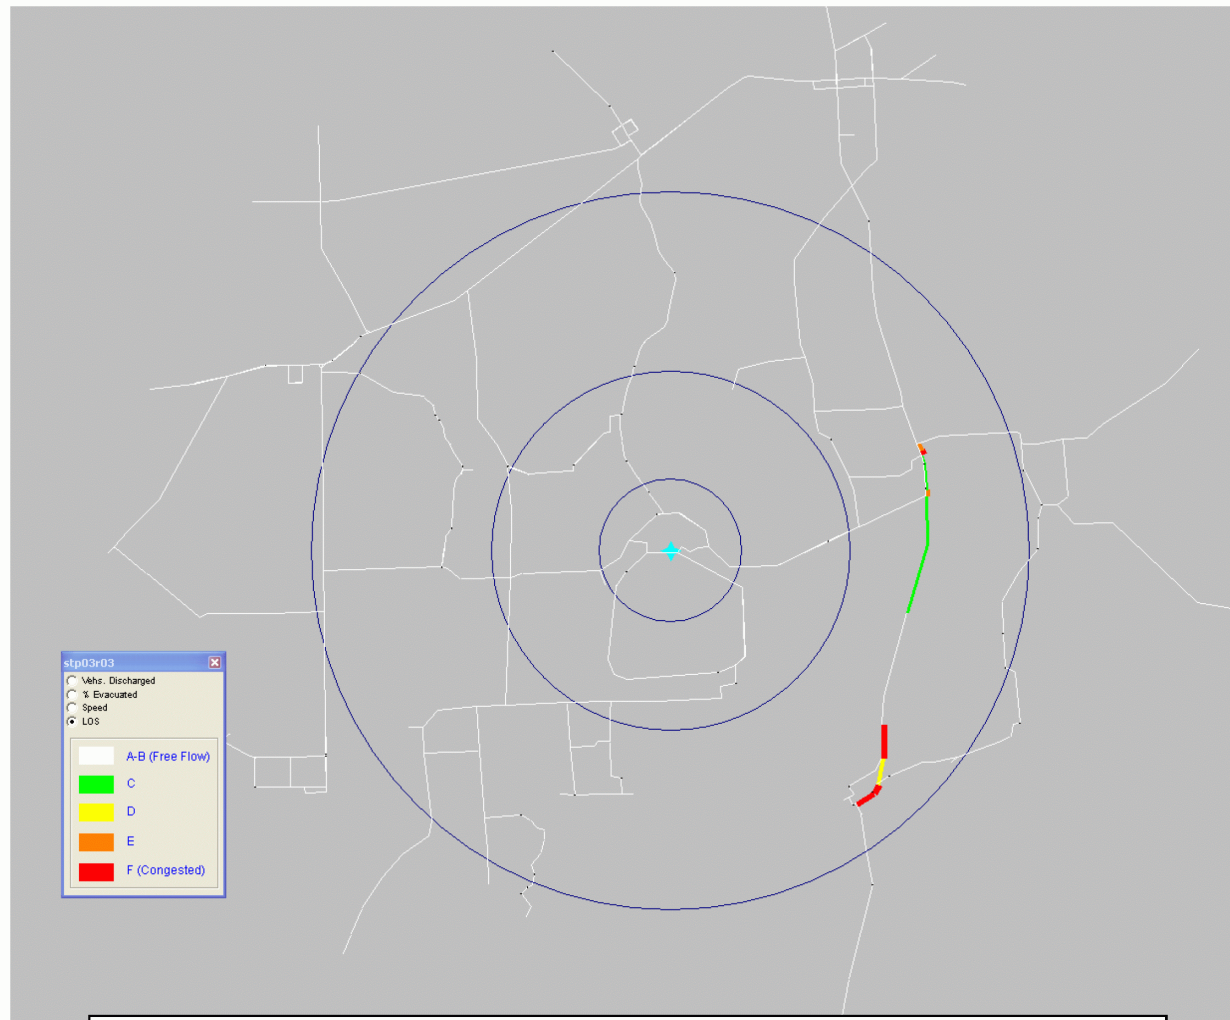 stp03r03
Vehs. Discharged
% Evacuated
Speed
LOS
A-B (Free Flow)
C
D
E
F (Congested)